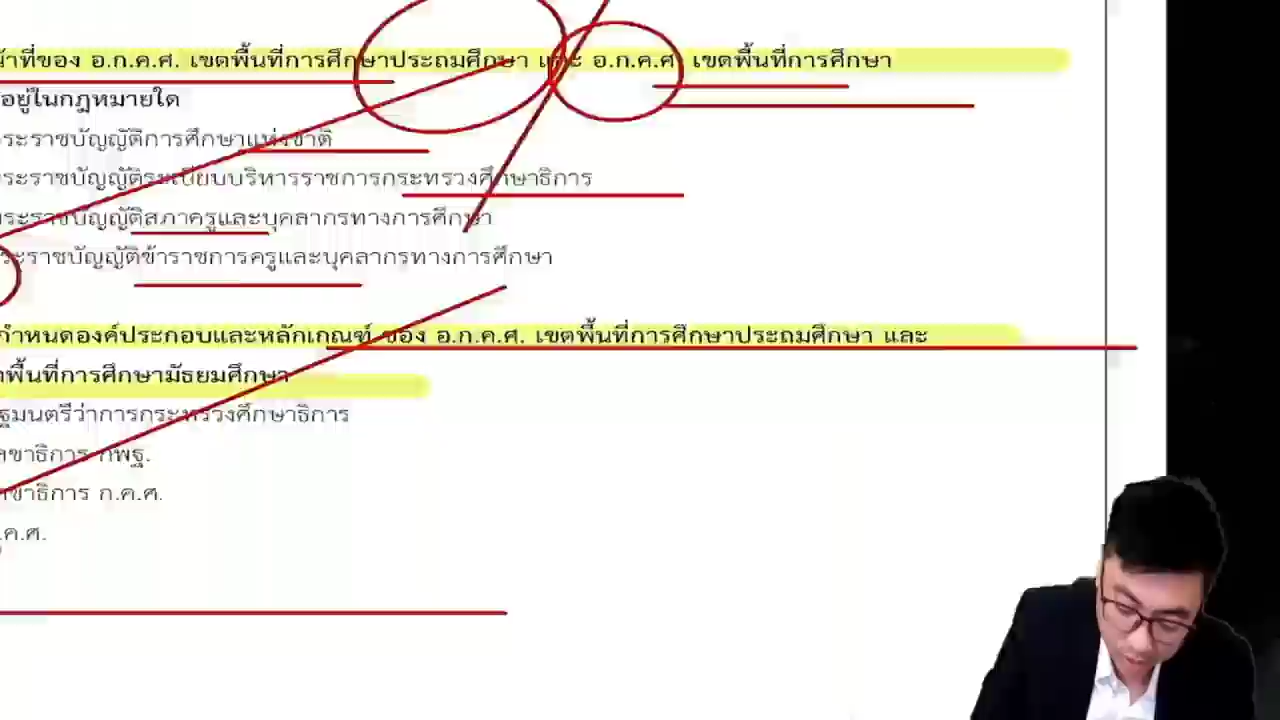 น้าที่ของ อ.ก.ค.ศ. เขตพื้นที่การศึกษาประถมศึกษา และ อ.ก.ค.ศ. เขตพื้นที่การศึกษา
อยู่ในกฎหมายใด
ระราชบัญญัติการศึกษาแห่งชาติ
ระราชบัญญัติระเบียบบริหารราชการกระทรวงศึกษาธิการ
ระราชบัญญัติสภาครูและบุคลากรทางการศึกษา
ระราชบัญญัติข้าราชการครูและบุคลากรทางการศึกษา
กำหนดองค์ประกอบและหลักเกณฑ์ ของ อ.ก.ค.ศ. เขตพื้นที่การศึกษาประถมศึกษา และ
ตพื้นที่การศึกษามัธยมศึกษา
ฐมนตรีว่าการกระทรวงศึกษาธิการ
ลขาธิการ กพฐ.
ขาธิการ ก.ค.ศ.
.ค.ศ.